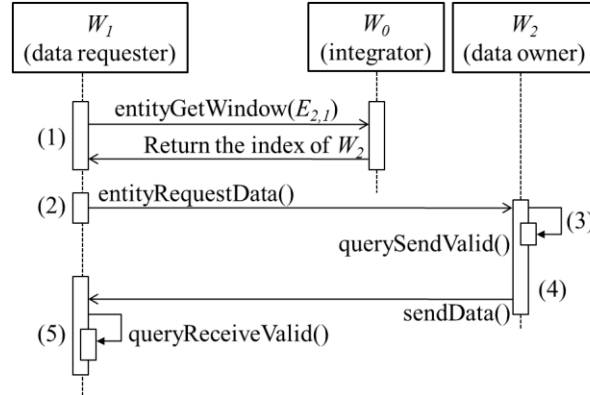 W1 W0 W2
(data requester) (integrator) (data owner)
entityGetWindow(E2,1)
(1) Return the index of W2
(2) entityRequestData()
(3)
querySendValid()
(4)
sendData()
(5) queryReceiveValid()